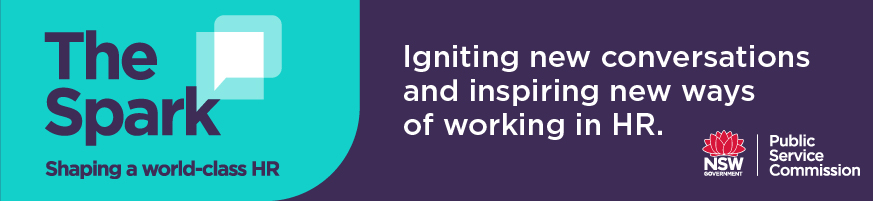 The
Spark
Shaping a world-class HR
Igniting new conversations
and inspiring new ways
of working in HR.
NSW
GOVERNMENT
Public
Service
Commission